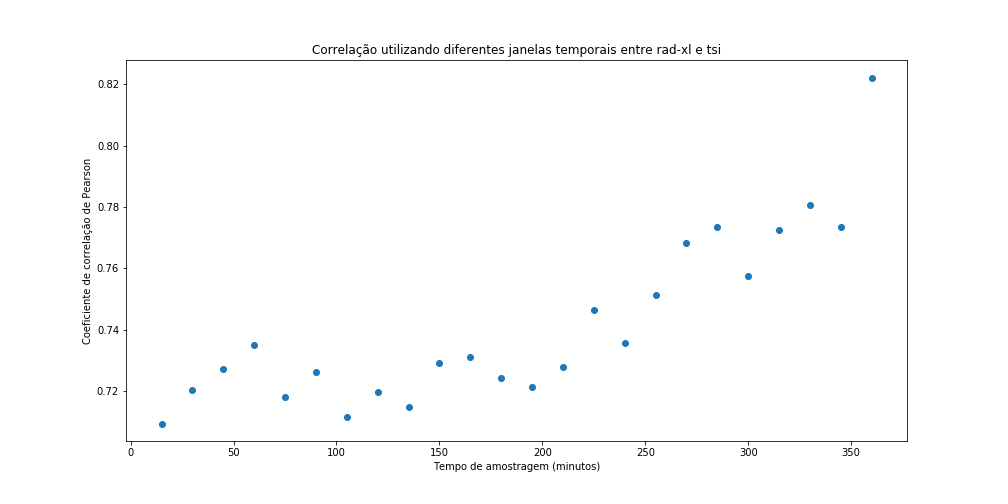 Correlação utilizando diferentes janelas temporais entre rad-xl e tsi
Coeficiente de correlação de Pearson
0.82
0.80
0.78
0.76
0.74
0.72
0 50 100 150 200 250 300 350
Tempo de amostragem (minutos)